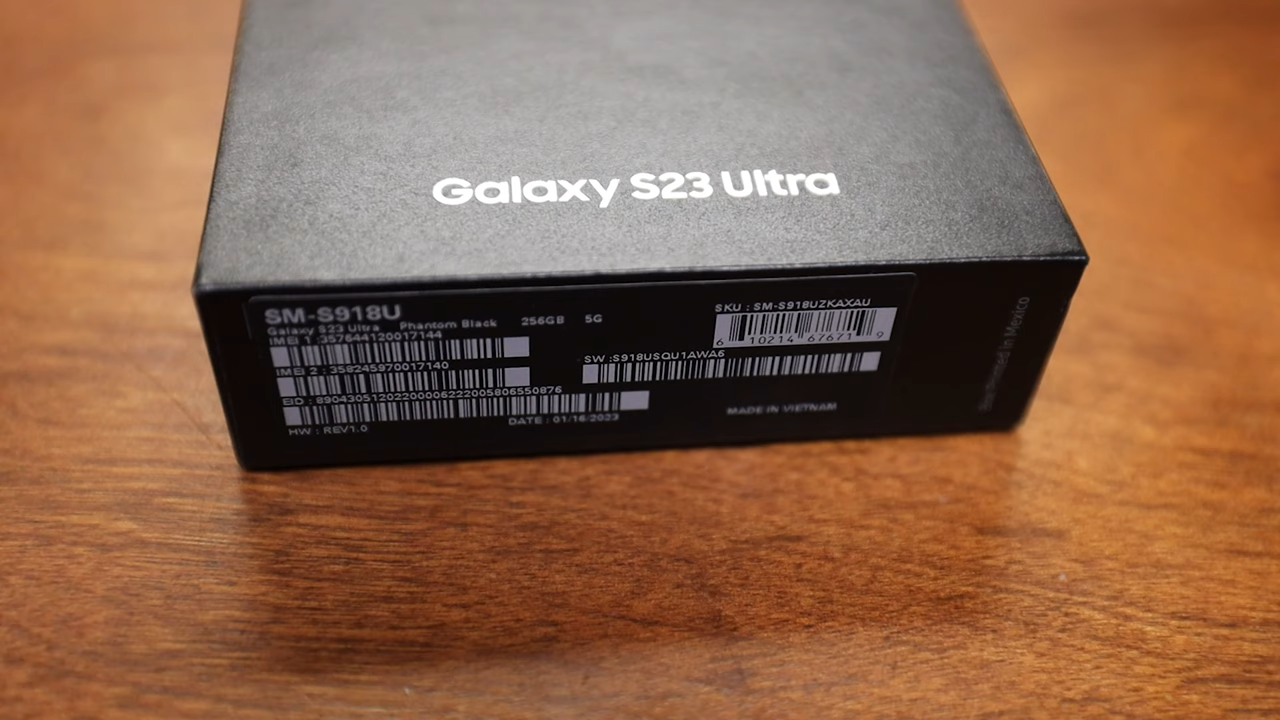 Galaxy S23 Ultra
SM-S918U
Galaxy S23 Ultra Phantom Black 256GB 5G
IMEI 1 :357644120017144
IMEI 2 : 358245970017140
EID : 89043051202200006222005806550876
HW : REV1.0
DATE : 01/16/2023
SKU : SM-S918UZKAXAU
6 10214 67671 9
SW :S918USQU1AWA6
MADE IN VIETNAM
Box Printed in Mexico